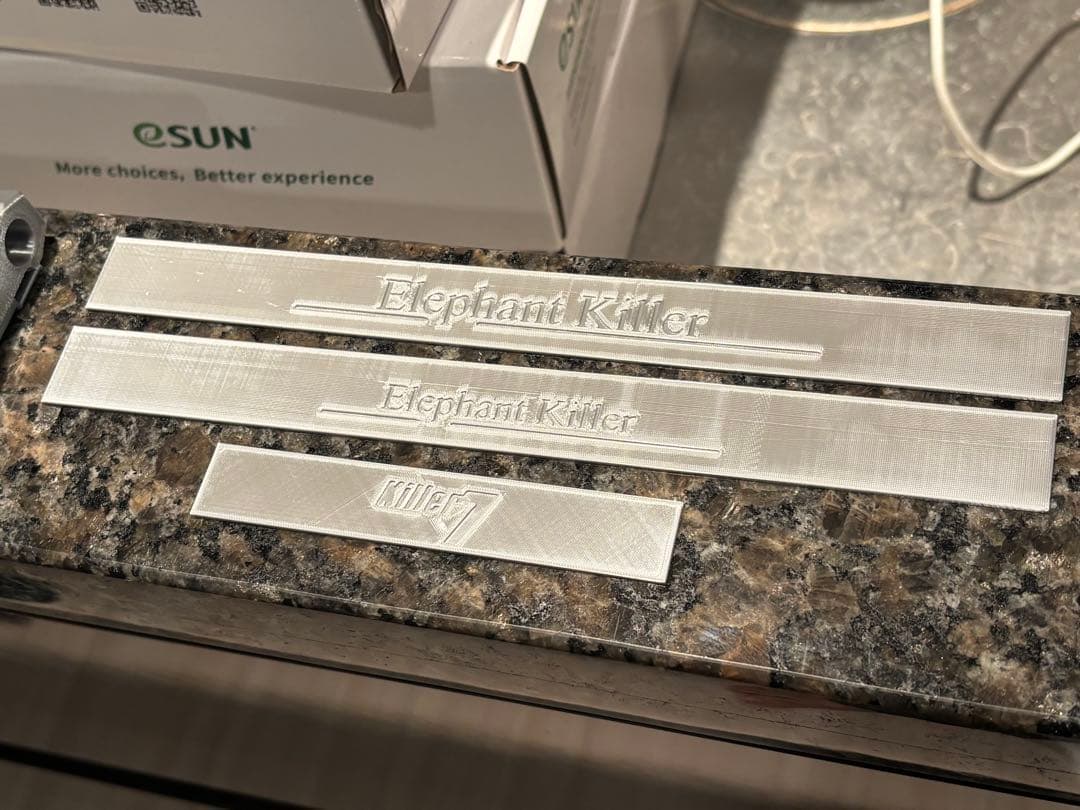 eSUN
More choices, Better experience
Elephant Killer
Elephant Killer
Killer7